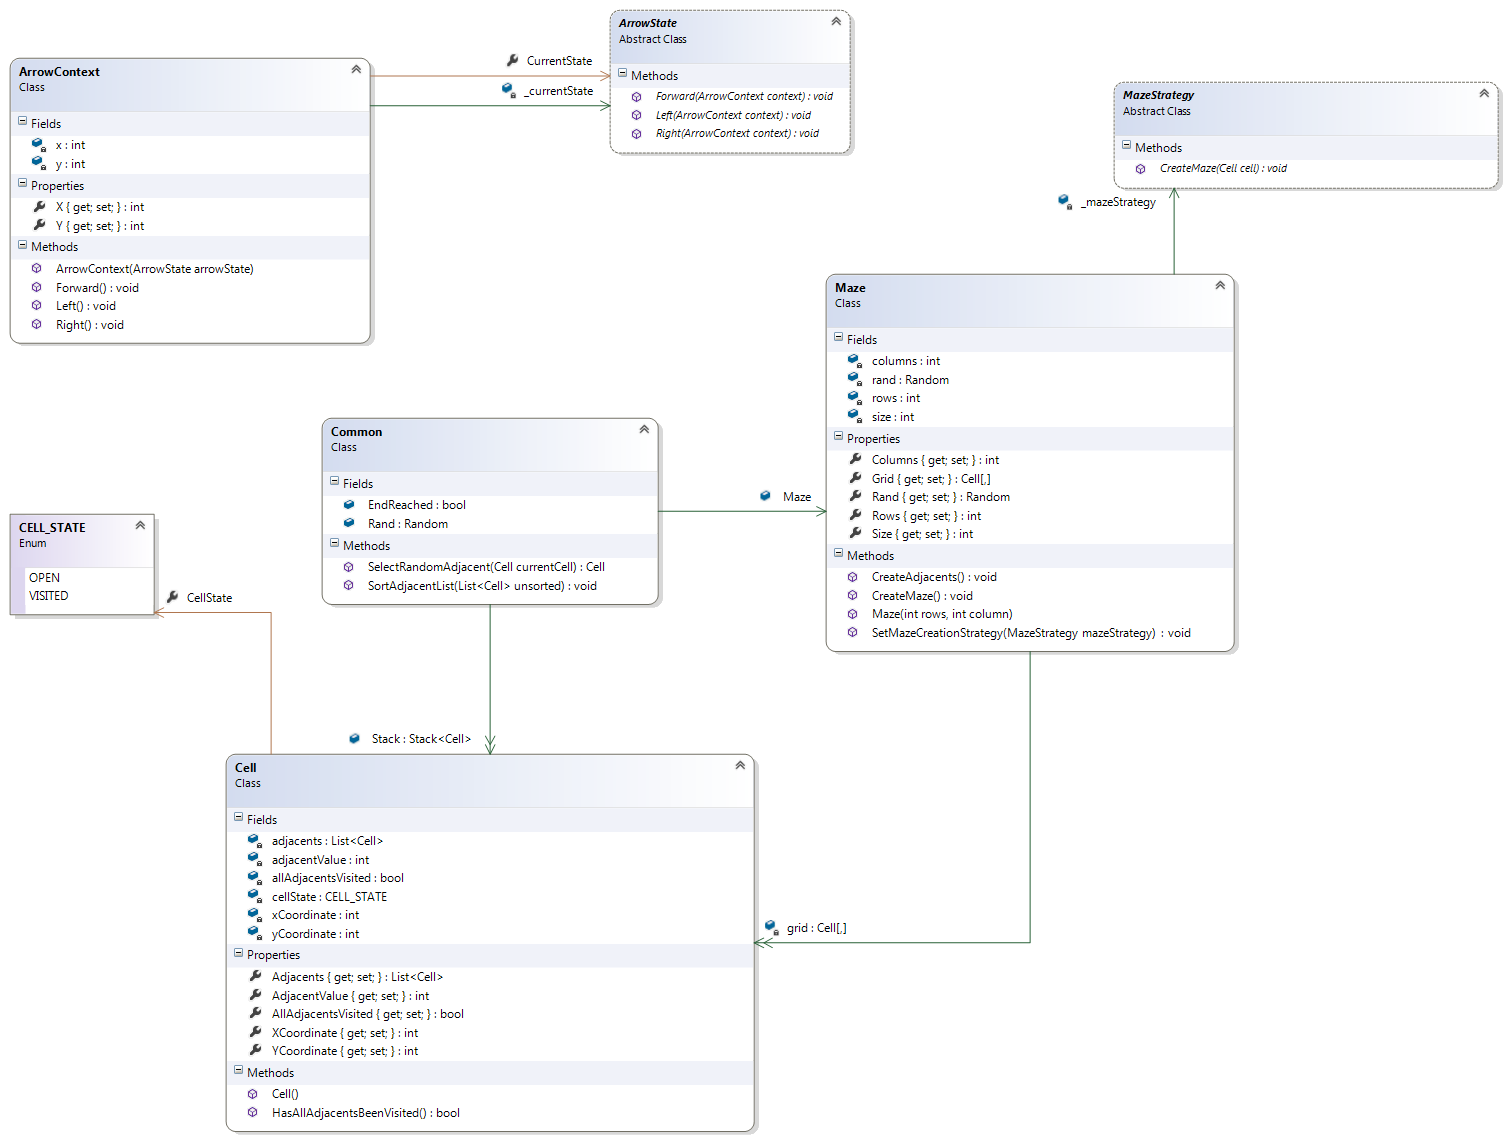 ArrowContext
Class
Fields
x : int
y : int
Properties
X { get; set; } : int
Y { get; set; } : int
Methods
ArrowContext(ArrowState arrowState)
Forward() : void
Left() : void
Right() : void
CurrentState
_currentState
ArrowState
Abstract Class
Methods
Forward(ArrowContext context) : void
Left(ArrowContext context) : void
Right(ArrowContext context) : void
MazeStrategy
Abstract Class
Methods
CreateMaze(Cell cell) : void
_mazeStrategy
Maze
Class
Fields
columns : int
rand : Random
rows : int
size : int
Properties
Columns { get; set; } : int
Grid { get; set; } : Cell[,]
Rand { get; set; } : Random
Rows { get; set; } : int
Size { get; set; } : int
Methods
CreateAdjacents() : void
CreateMaze() : void
Maze(int rows, int column)
SetMazeCreationStrategy(MazeStrategy mazeStrategy) : void
Common
Class
Fields
EndReached : bool
Rand : Random
Methods
SelectRandomAdjacent(Cell currentCell) : Cell
SortAdjacentList(List<Cell> unsorted) : void
Maze
CELL_STATE
Enum
OPEN
VISITED
CellState
Stack : Stack<Cell>
Cell
Class
Fields
adjacents : List<Cell>
adjacentValue : int
allAdjacentsVisited : bool
cellState : CELL_STATE
xCoordinate : int
yCoordinate : int
Properties
Adjacents { get; set; } : List<Cell>
AdjacentValue { get; set; } : int
AllAdjacentsVisited { get; set; } : bool
XCoordinate { get; set; } : int
YCoordinate { get; set; } : int
Methods
Cell()
HasAllAdjacentsBeenVisited() : bool
grid : Cell[,]